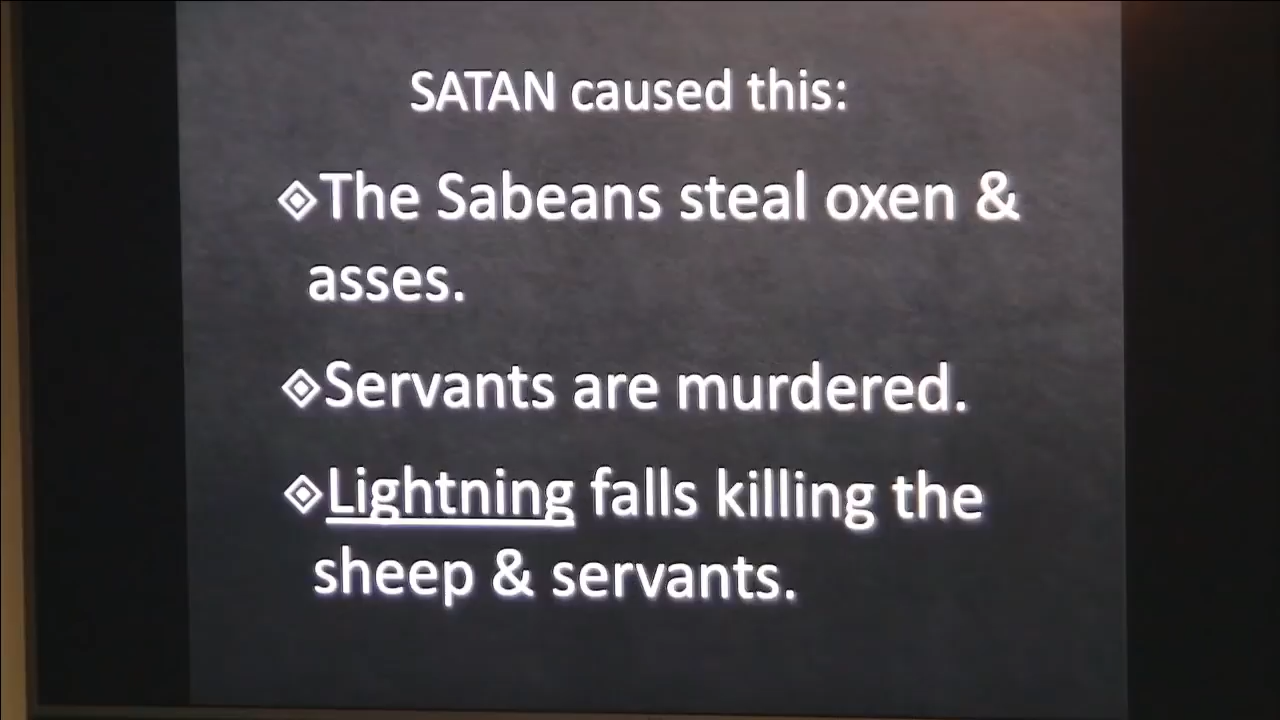 SATAN caused this:
The Sabeans steal oxen &
asses.
Servants are murdered.
Lightning falls killing the
sheep & servants.